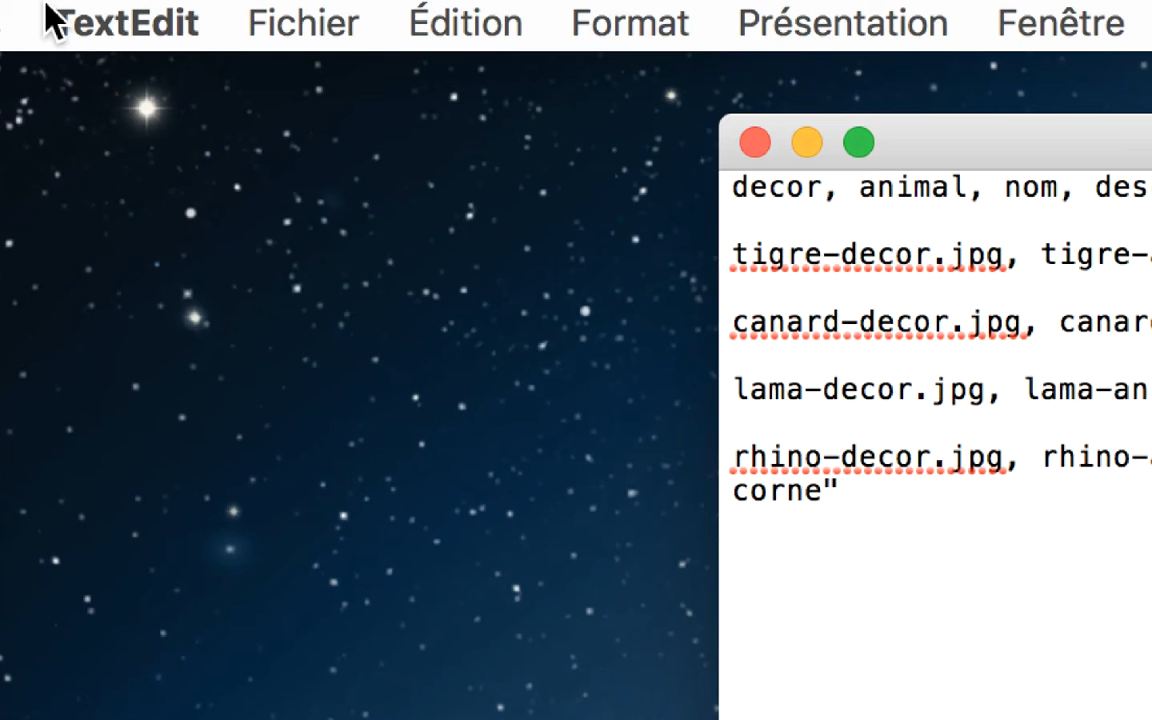 TextEdit Fichier Édition Format Présentation Fenêtre
decor, animal, nom, des
tigre-decor.jpg, tigre-
canard-decor.jpg, canar
lama-decor.jpg, lama-an
rhino-decor.jpg, rhino-
corne"